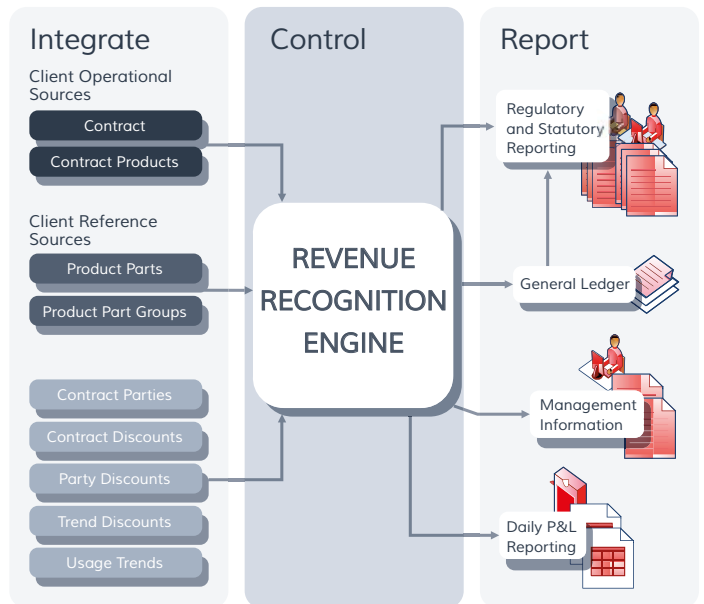 Integrate
Client Operational
Sources
Contract
Contract Products
Client Reference
Sources
Product Parts
Product Part Groups
Contract Parties
Contract Discounts
Party Discounts
Trend Discounts
Usage Trends
Control
REVENUE
RECOGNITION
ENGINE
Report
Regulatory
and Statutory
Reporting
General Ledger
Management
Information
Daily P&L
Reporting